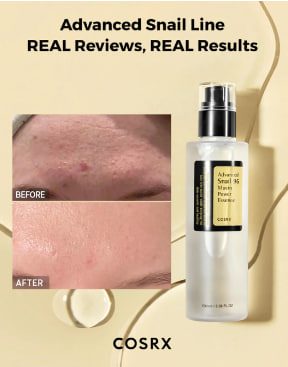 Advanced Snail Line
REAL Reviews, REAL Results
BEFORE
AFTER
Advanced
Snail 96
Mucin
Power
Essence
COSRX
COSRX